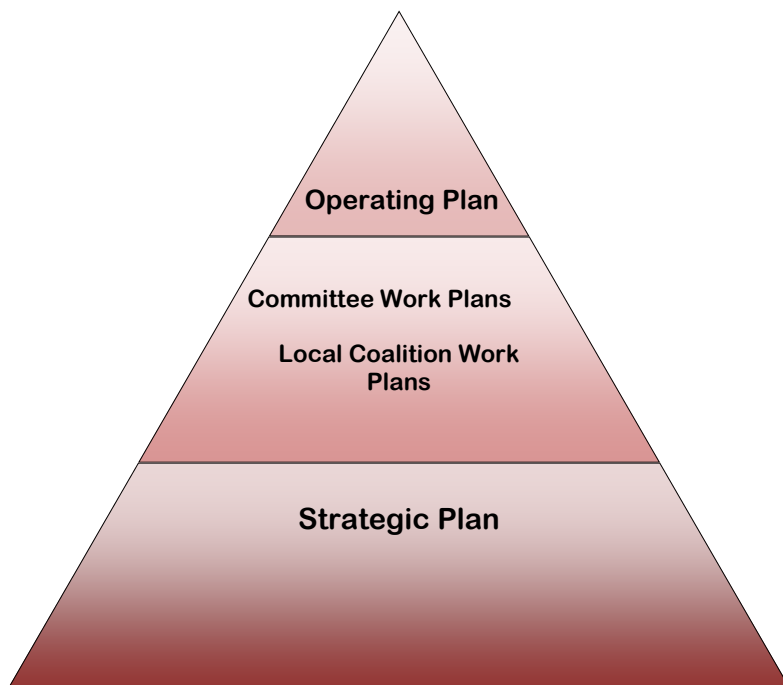 Operating Plan
Committee Work Plans
Local Coalition Work
Plans
Strategic Plan